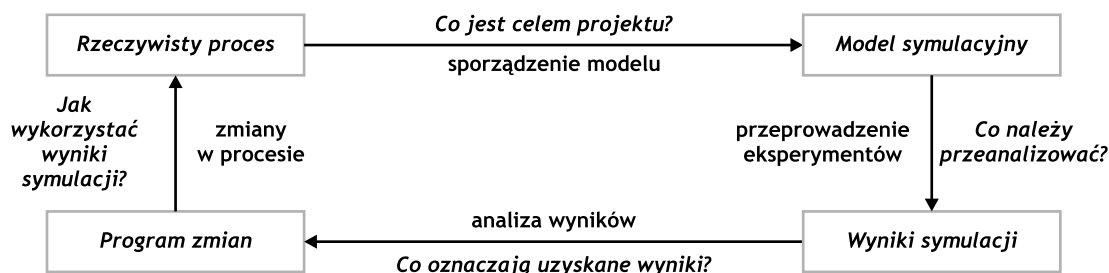 Co jest celem projektu?
Rzeczywisty proces
Model symulacyjny
sporządzenie modelu
Jak
wykorzystać
wyniki
symulacji?
zmiany
w procesie
przeprowadzenie
eksperymentów
Co należy
przeanalizować?
analiza wyników
Program zmian
Wyniki symulacji
Co oznaczają uzyskane wyniki?